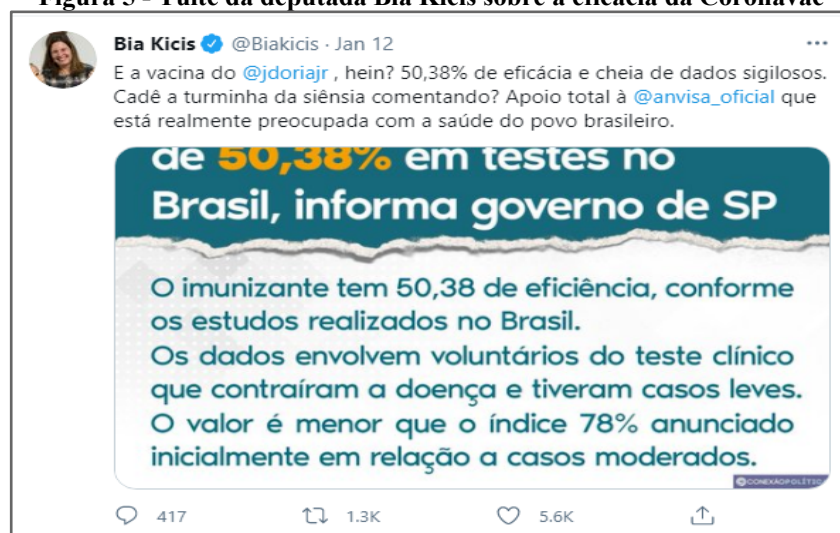 Figura 5 - Tuíte da deputada Bia Kicis sobre a eficácia da Coronavac
Bia Kicis @Biakicis · Jan 12
E a vacina do @jdoriajr , hein? 50,38% de eficácia e cheia de dados sigilosos.
Cadê a turminha da siênsia comentando? Apoio total à @anvisa_oficial que
está realmente preocupada com a saúde do povo brasileiro.
de 50,38% em testes no
Brasil, informa governo de SP
O imunizante tem 50,38 de eficiência, conforme
os estudos realizados no Brasil.
Os dados envolvem voluntários do teste clínico
que contraíram a doença e tiveram casos leves.
O valor é menor que o índice 78% anunciado
inicialmente em relação a casos moderados.
CONEXÃOPOLÍTIC
417 1.3K 5.6K